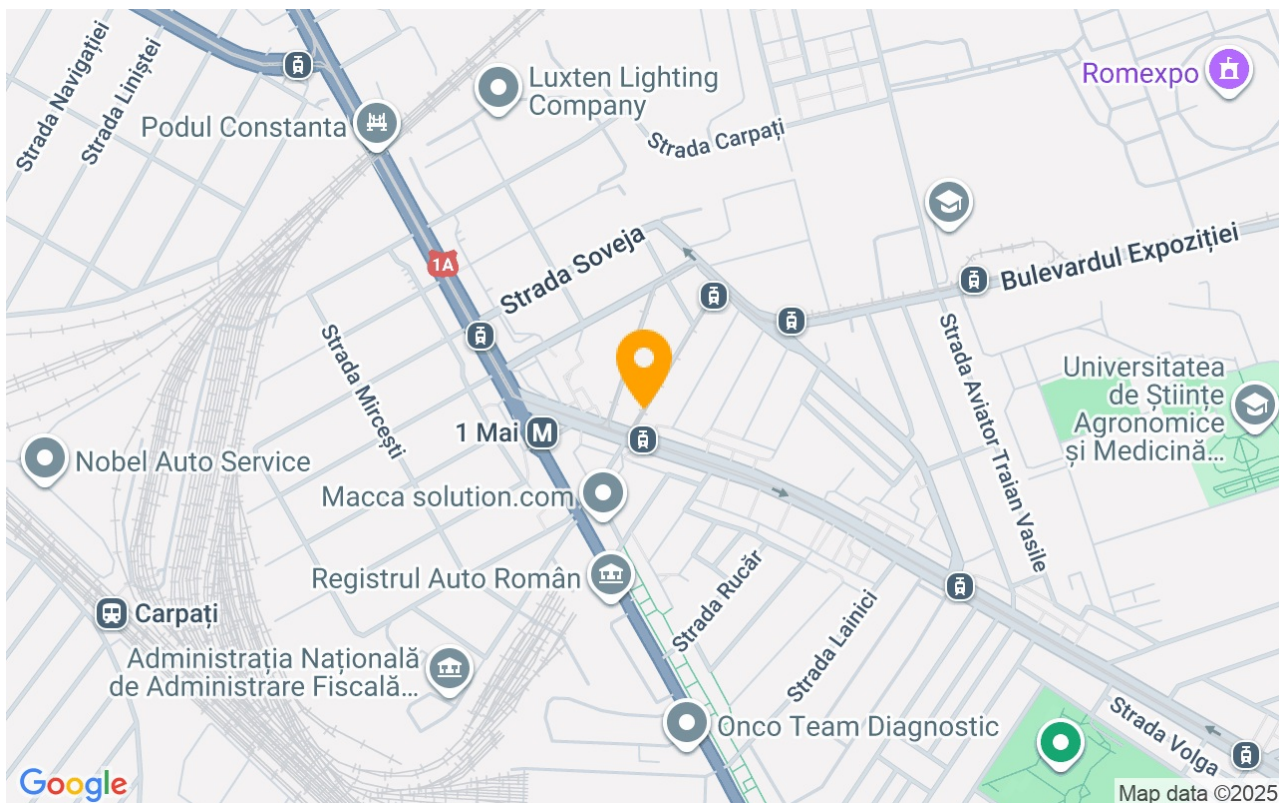 Strada Navigației
Strada Liniștei
Podul Constanta
Luxten Lighting
Company
Romexpo
Strada Carpați
1A
Strada Soveja
Bulevardul Expoziției
Strada Mircești
Strada Aviator Traian Vasile
Universitatea
de Științe
Agronomice
și Medicină...
1 Mai
M
Nobel Auto Service
Macca solution.com
Registrul Auto Român
Strada Rucăr
Strada Lainici
Carpați
Administrația Națională
de Administrare Fiscală...
Onco Team Diagnostic
Strada Volga
Google
Map data ©2025